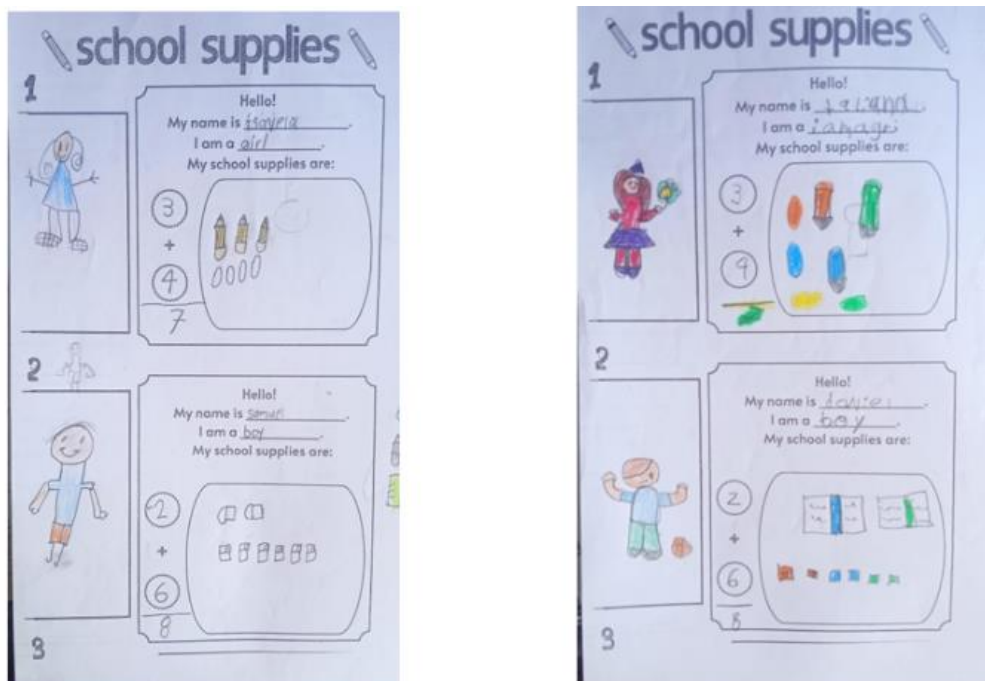 school supplies
1
Hello!
My name is
I am a girl.
My school supplies are:
3
+
4
7
2
Hello!
My name is
I am a boy.
My school supplies are:
2
+
6
8
3
school supplies
1
Hello!
My name is
I am a
My school supplies are:
3
+
2
Hello!
My name is
I am a boy.
My school supplies are:
2
+
6
8
3